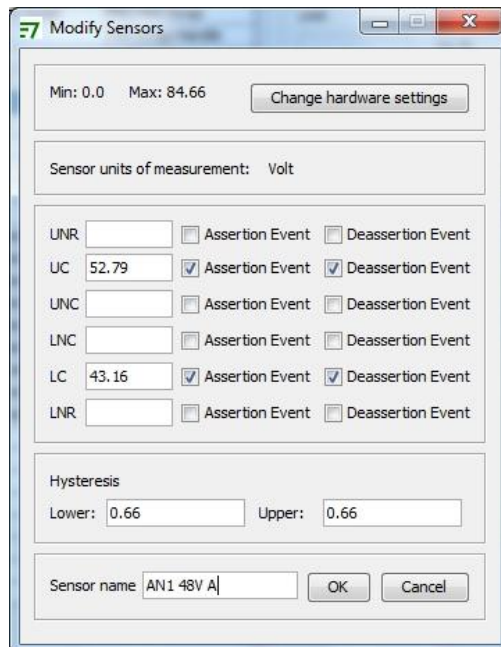 Modify Sensors
Min: 0.0 Max: 84.66 Change hardware settings
Sensor units of measurement: Volt
UNR Assertion Event Deassertion Event
UC 52.79 Assertion Event Deassertion Event
UNC Assertion Event Deassertion Event
LNC Assertion Event Deassertion Event
LC 43.16 Assertion Event Deassertion Event
LNR Assertion Event Deassertion Event
Hysteresis
Lower: 0.66 Upper: 0.66
Sensor name AN1 48V A OK Cancel